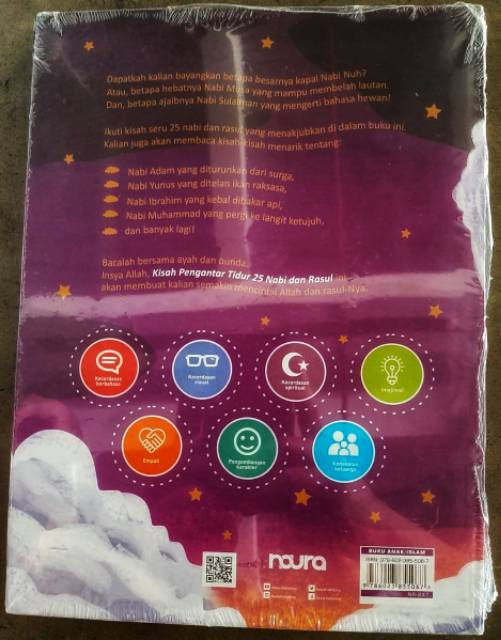 Dapatkah kalian bayangkan betapa besarnya kapal Nabi Nuh?
Atau, betapa hebatnya Nabi Musa yang mampu membelah lautan.
Dan, betapa ajaibnya Nabi Sulaiman yang mengerti bahasa hewan!
Ikuti kisah seru 25 nabi dan rasul yang menakjubkan di dalam buku ini.
Kalian juga akan membaca kisah-kisah menarik tentang:
Nabi Adam yang diturunkan dari surga,
Nabi Yunus yang ditelan ikan raksasa,
Nabi Ibrahim yang kebal dibakar api,
Nabi Muhammad yang pergi ke langit ketujuh,
dan banyak lagi!
Bacalah bersama ayah dan bunda.
Insya Allah, Kisah Pengantar Tidur 25 Nabi dan Rasul ini
akan membuat kalian semakin mencintai Allah dan rasul-Nya.
Kecerdasan berbahasa
Kecerdasan visual
Kecerdasan spiritual
Imajinasi
Empati
Pengembangan karakter
Kedekatan keluarga
noura
BUKU ANAK/ISLAM